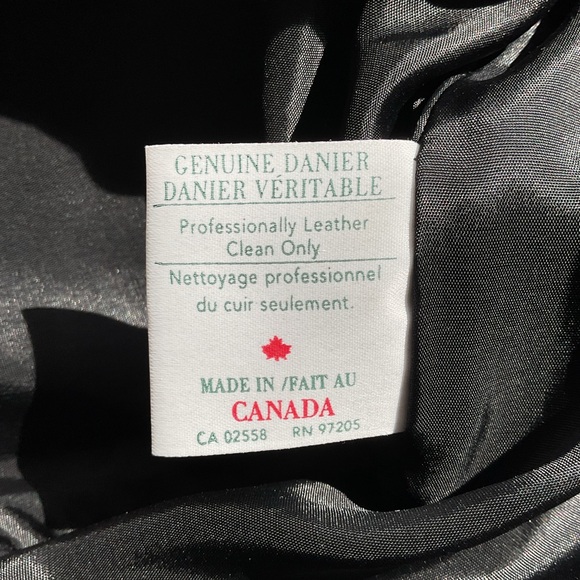 GENUINE DANIER
DANIER VÉRITABLE
Professionally Leather
Clean Only
Nettoyage professionnel
du cuir seulement.
MADE IN /FAIT AU
CANADA
CA 02558 RN 97205